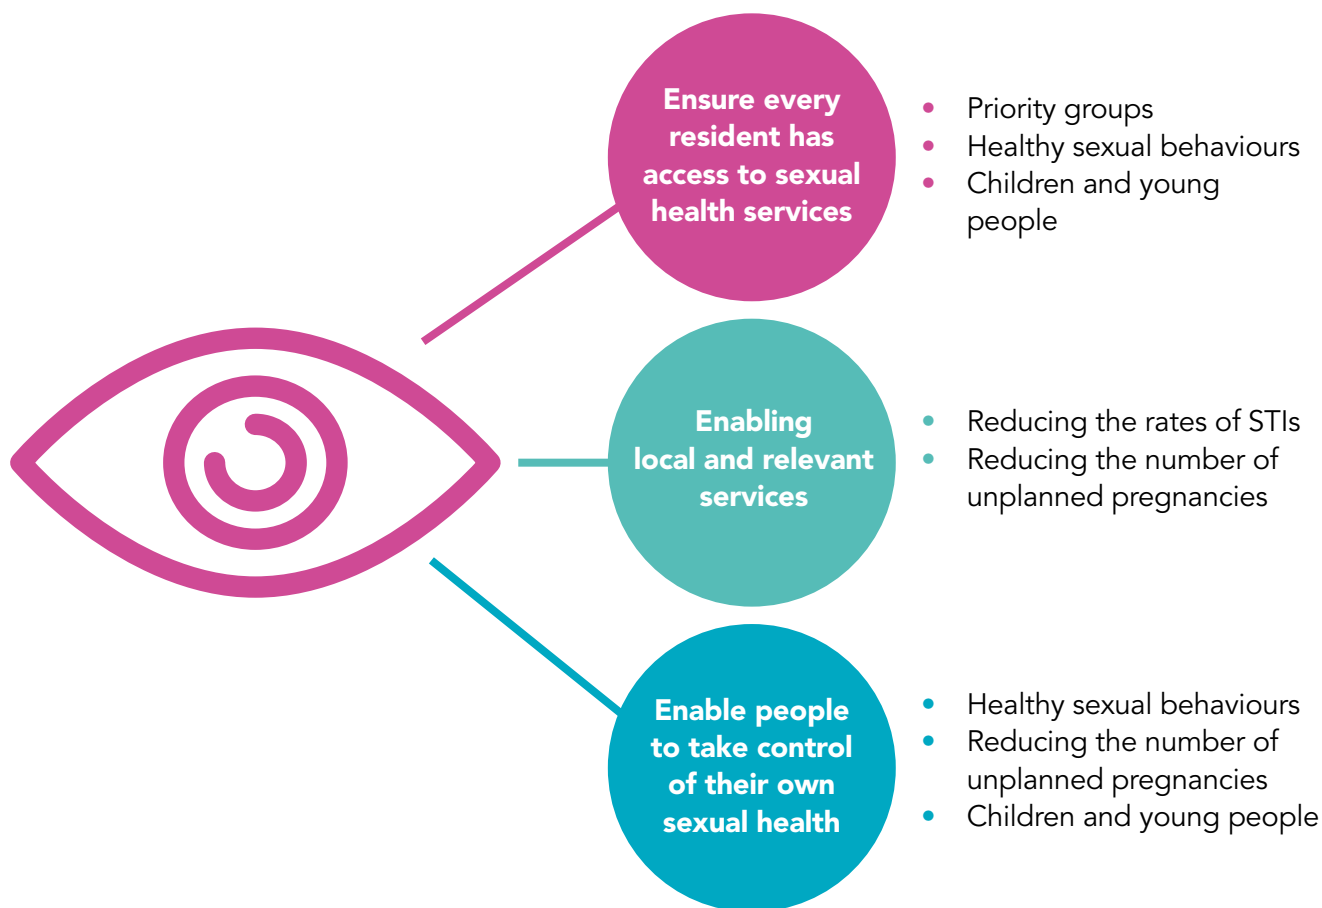 Ensure every
resident has
access to sexual
health services
• Priority groups
• Healthy sexual behaviours
• Children and young
people
Enabling
local and relevant
services
• Reducing the rates of STIs
• Reducing the number of
unplanned pregnancies
Enable people
to take control
of their own
sexual health
• Healthy sexual behaviours
• Reducing the number of
unplanned pregnancies
• Children and young people